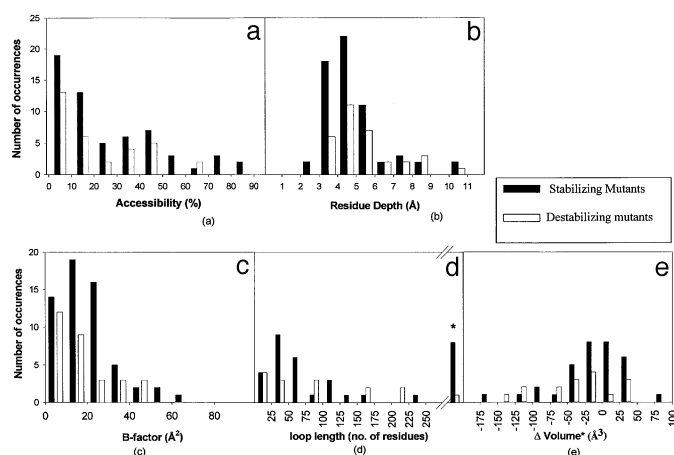 25
20
15
10
5
0
Number of occurrences
a
0 10 20 30 40 50 60 70 80 90
Accessibility (%)
(a)
b
1 2 3 4 5 6 7 8 9 10 11
Residue Depth (Å)
(b)
Stabilizing Mutants
Destabilizing mutants
20
15
10
5
0
Number of occurences
c
0 20 40 60 80
B-factor (Å²)
(c)
d
*
25 50 75 100 125 150 175 200 225 250
loop length (no. of residues)
(d)
e
-175 -150 -125 -100 -75 -50 -25 0 25 50 75 100
Δ Volume* (Å³)
(e)